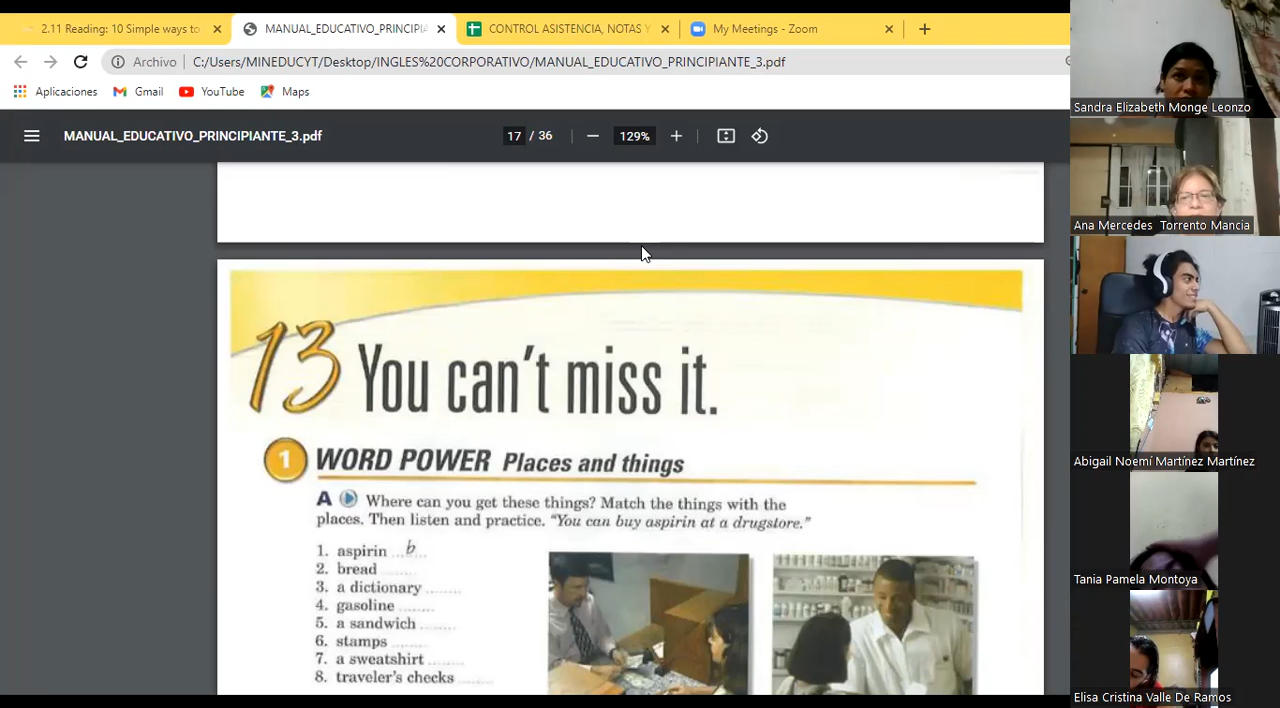 2.11 Reading: 10 Simple ways to
MANUAL_EDUCATIVO_PRINCIPIA
CONTROL ASISTENCIA, NOTAS Y
My Meetings - Zoom
Archivo
C:/Users/MINEDUCYT/Desktop/INGLES%20CORPORATIVO/MANUAL_EDUCATIVO_PRINCIPIANTE_3.pdf
Aplicaciones
Gmail
YouTube
Maps
MANUAL_EDUCATIVO_PRINCIPIANTE_3.pdf
17 / 36
129%
13 You can't miss it.
1 WORD POWER Places and things
A Where can you get these things? Match the things with the
places. Then listen and practice. "You can buy aspirin at a drugstore."
1. aspirin b
2. bread
3. a dictionary
4. gasoline
5. a sandwich
6. stamps
7. a sweatshirt
8. traveler's checks
Sandra Elizabeth Monge Leonzo
Ana Mercedes Torrento Mancia
Abigail Noemí Martínez Martínez
Tania Pamela Montoya
Elisa Cristina Valle De Ramos